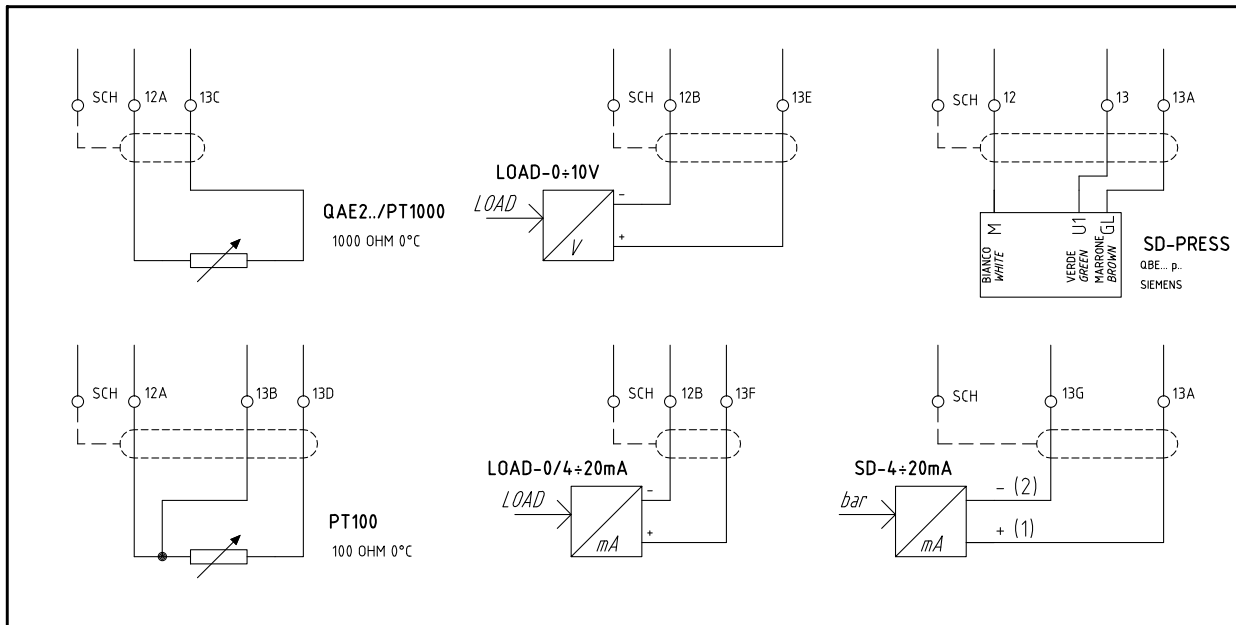 SCH 12A 13C
QAE2../PT1000
1000 OHM 0°C
SCH 12B 13E
LOAD-0÷10V
LOAD
-
+
V
SCH 12 13 13A
M U1 GL
BIANCO
WHITE
VERDE
GREEN
MARRONE
BROWN
SD-PRESS
QBE... p..
SIEMENS
SCH 12A 13B 13D
PT100
100 OHM 0°C
SCH 12B 13F
LOAD-0/4÷20mA
LOAD
-
+
mA
SCH 13G 13A
SD-4÷20mA
bar
- (2)
+ (1)
mA